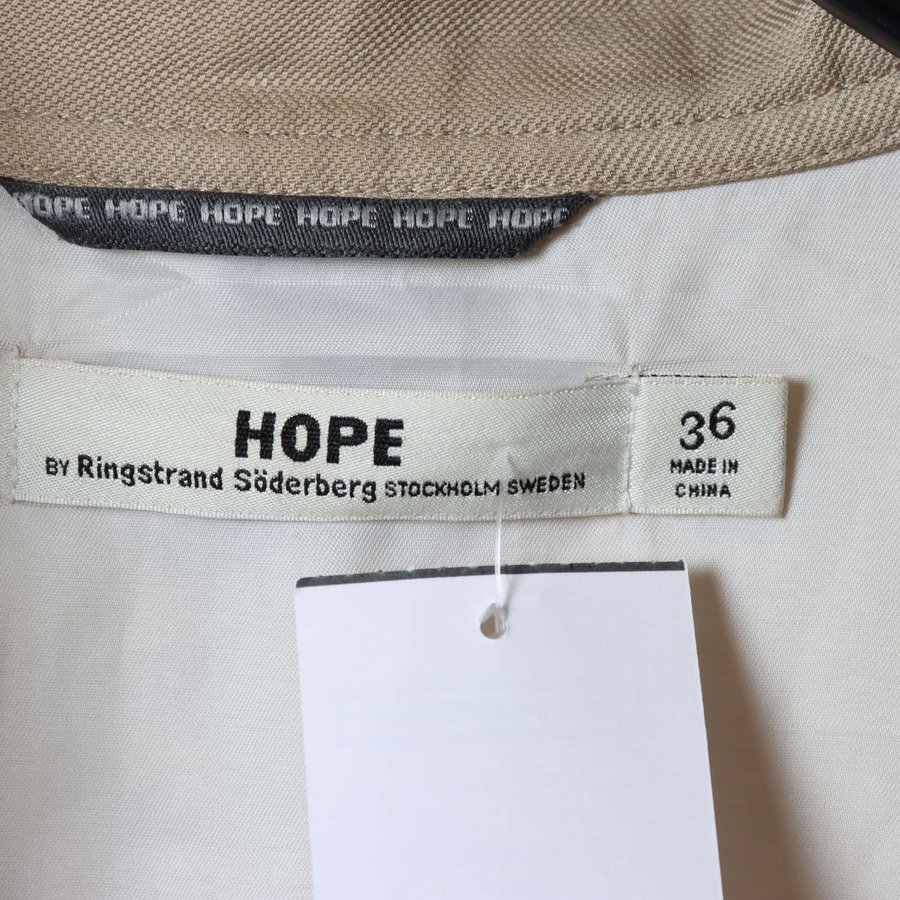 HOPE HOPE HOPE HOPE HOPE HOPE
HOPE
BY Ringstrand Söderberg STOCKHOLM SWEDEN
36
MADE IN
CHINA